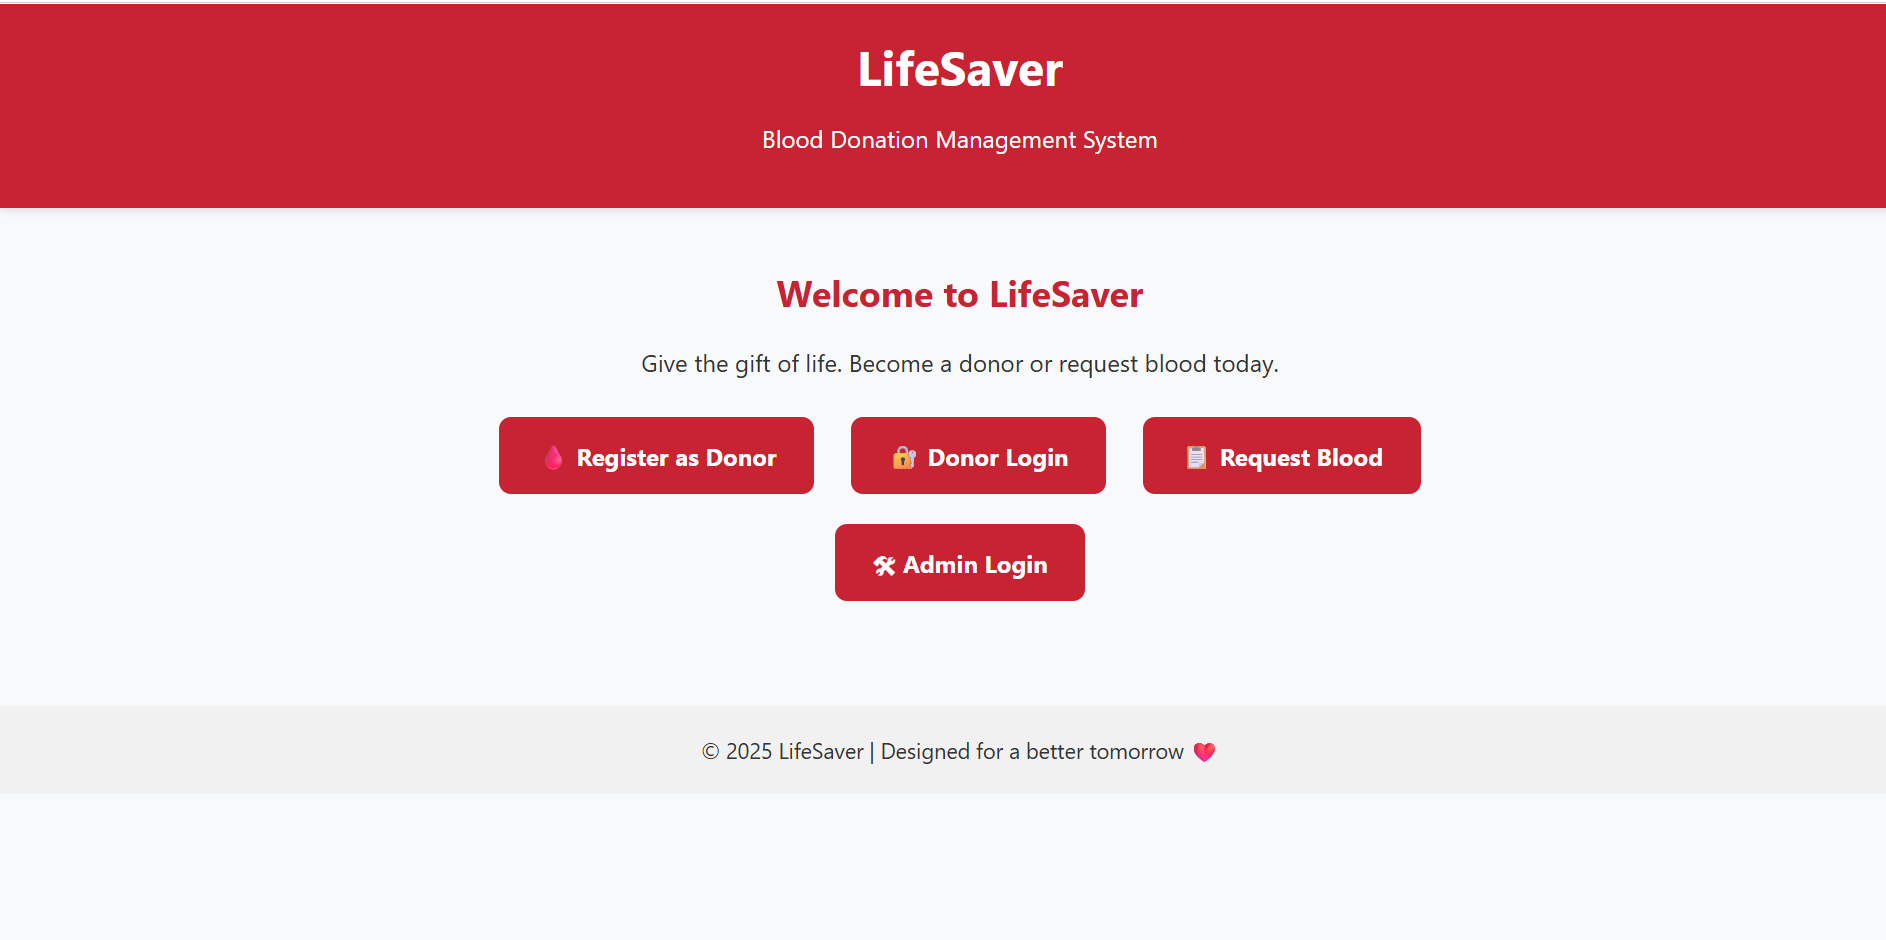 LifeSaver
Blood Donation Management System
Welcome to LifeSaver
Give the gift of life. Become a donor or request blood today.
🩸 Register as Donor
🔐 Donor Login
📋 Request Blood
🛠 Admin Login
© 2025 LifeSaver | Designed for a better tomorrow ❤️